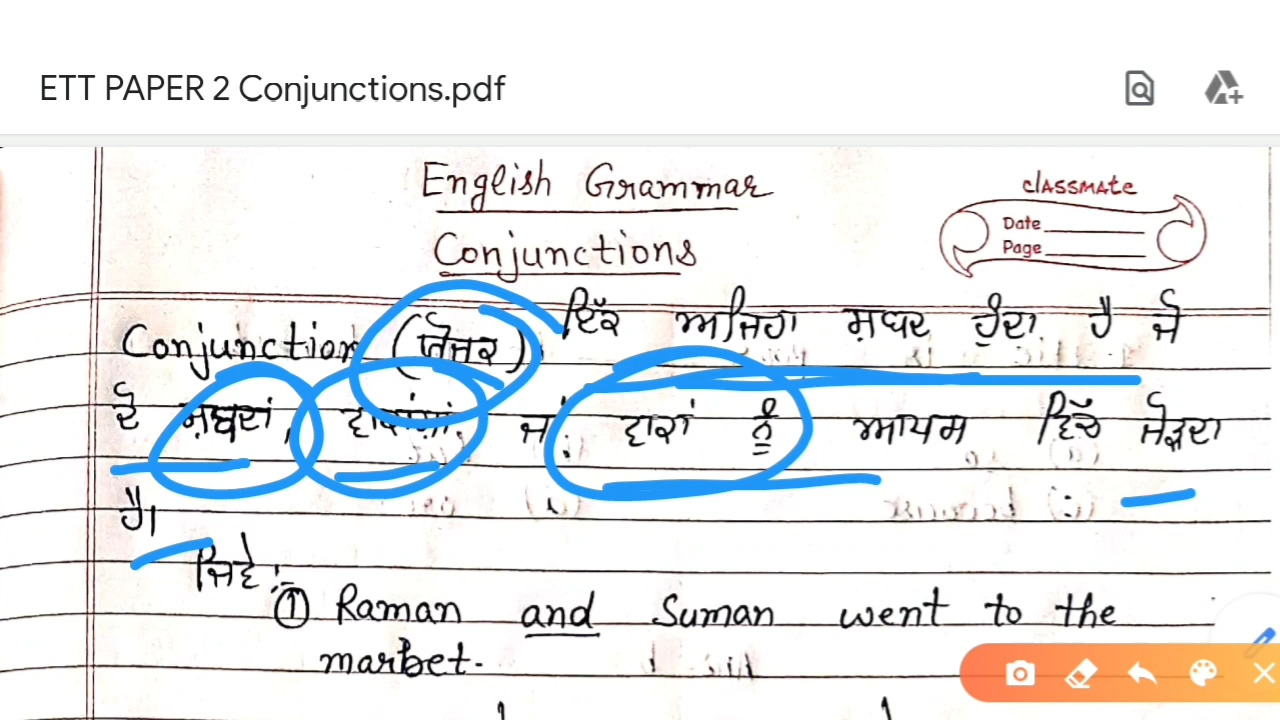 ETT PAPER 2 Conjunctions.pdf
English Grammar
classmate
Date
Page
Conjunctions
Conjunction (ਯੋਜਕ) ਇੱਕ ਅਜਿਹਾ ਸ਼ਬਦ ਹੁੰਦਾ ਹੈ ਜੋ
ਦੋ ਸ਼ਬਦਾਂ, ਵਾਕਾਂਸ਼ਾਂ ਜਾਂ ਵਾਕਾਂ ਨੂੰ ਆਪਸ ਵਿੱਚ ਜੋੜਦਾ
ਹੈ।
ਜਿਵੇਂ:-
① Raman and Suman went to the
market.